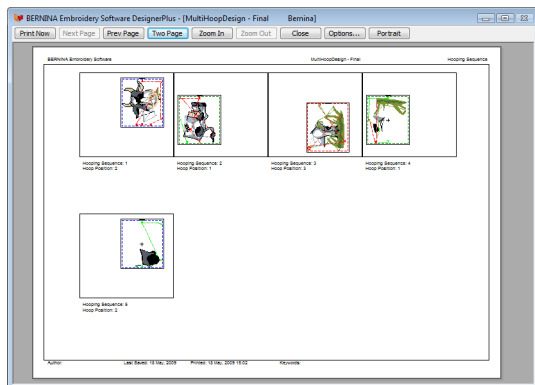 BERNINA Embroidery Software DesignerPlus - [MultiHoopDesign - Final Bernina]
Print Now Next Page Prev Page Two Page Zoom In Zoom Out Close Options... Portrait
BERNINA Embroidery Software MultiHoopDesign - Final Hooping Sequence
Hooping Sequence: 1 Hooping Sequence: 2 Hooping Sequence: 3 Hooping Sequence: 4
Hoop Position: 2 Hoop Position: 1 Hoop Position: 3 Hoop Position: 1
Hooping Sequence: 5
Hoop Position: 2
Author: Last Saved: 18 May, 2009 Printed: 18 May, 2009 15:02 Keywords: